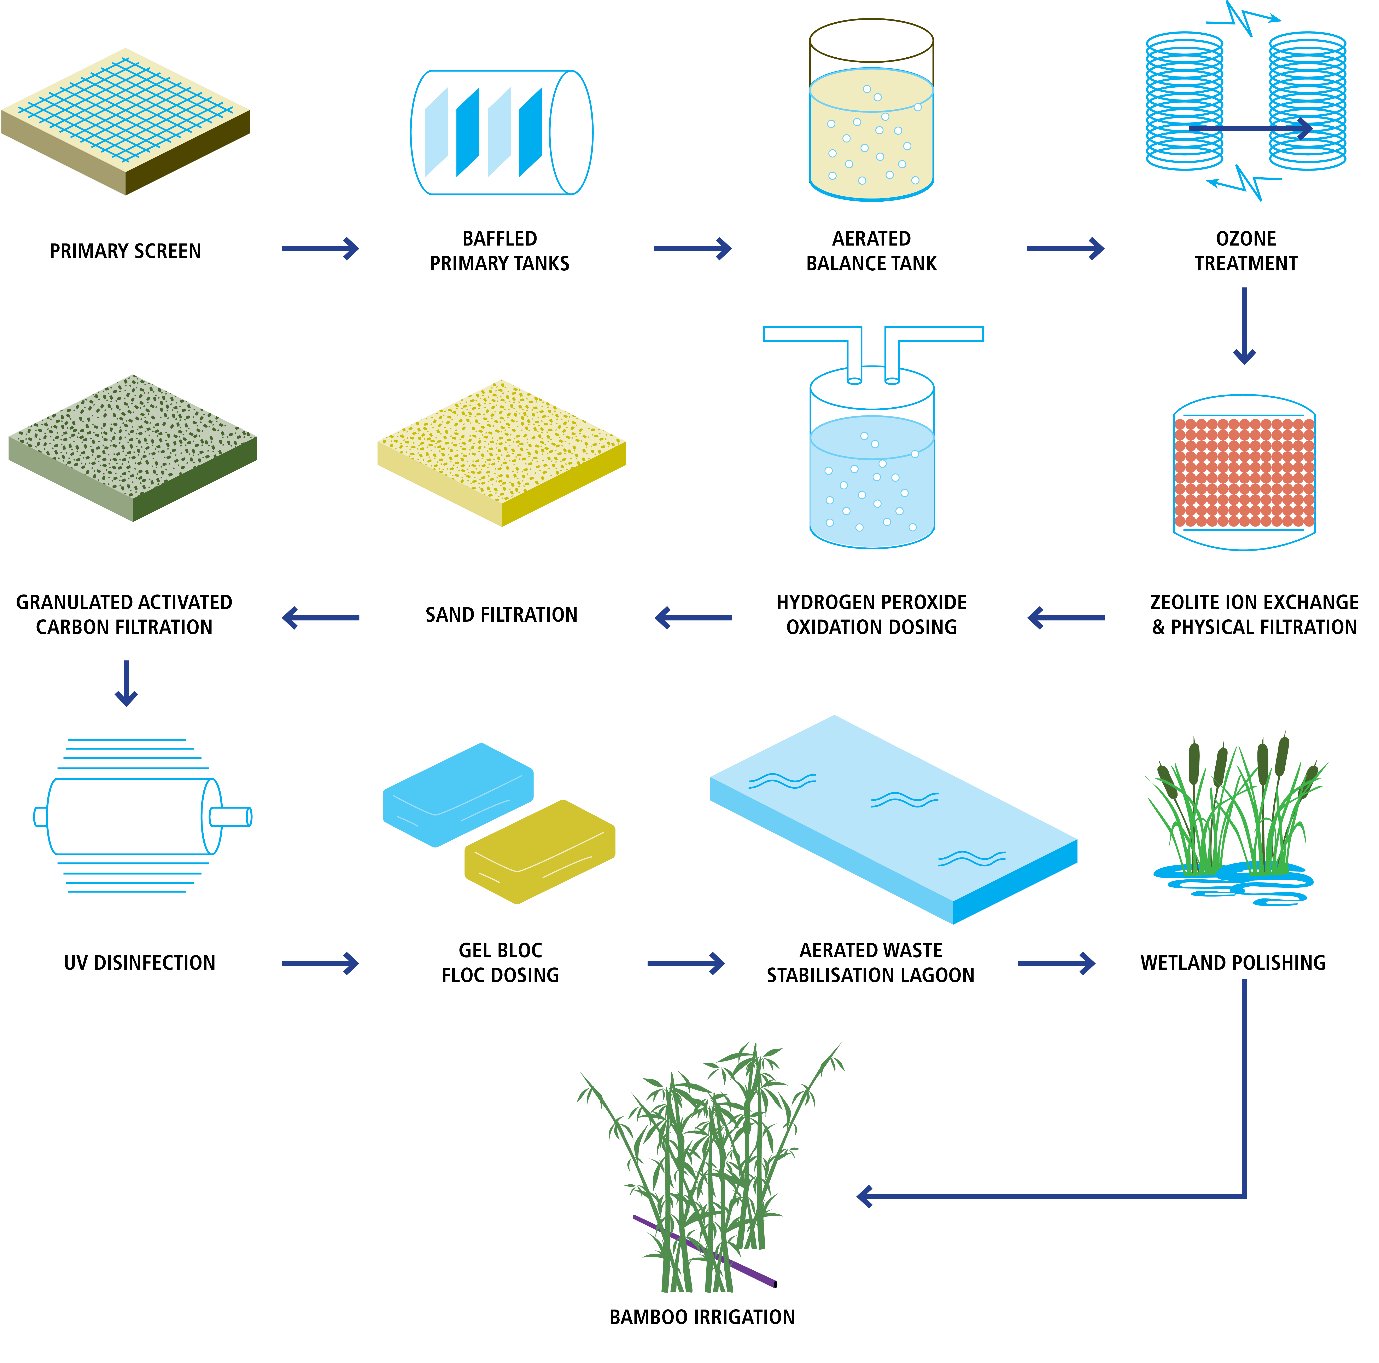 PRIMARY SCREEN
BAFFLED
PRIMARY TANKS
AERATED
BALANCE TANK
OZONE
TREATMENT
ZEOLITE ION EXCHANGE
& PHYSICAL FILTRATION
HYDROGEN PEROXIDE
OXIDATION DOSING
SAND FILTRATION
GRANULATED ACTIVATED
CARBON FILTRATION
UV DISINFECTION
GEL BLOC
FLOC DOSING
AERATED WASTE
STABILISATION LAGOON
WETLAND POLISHING
BAMBOO IRRIGATION